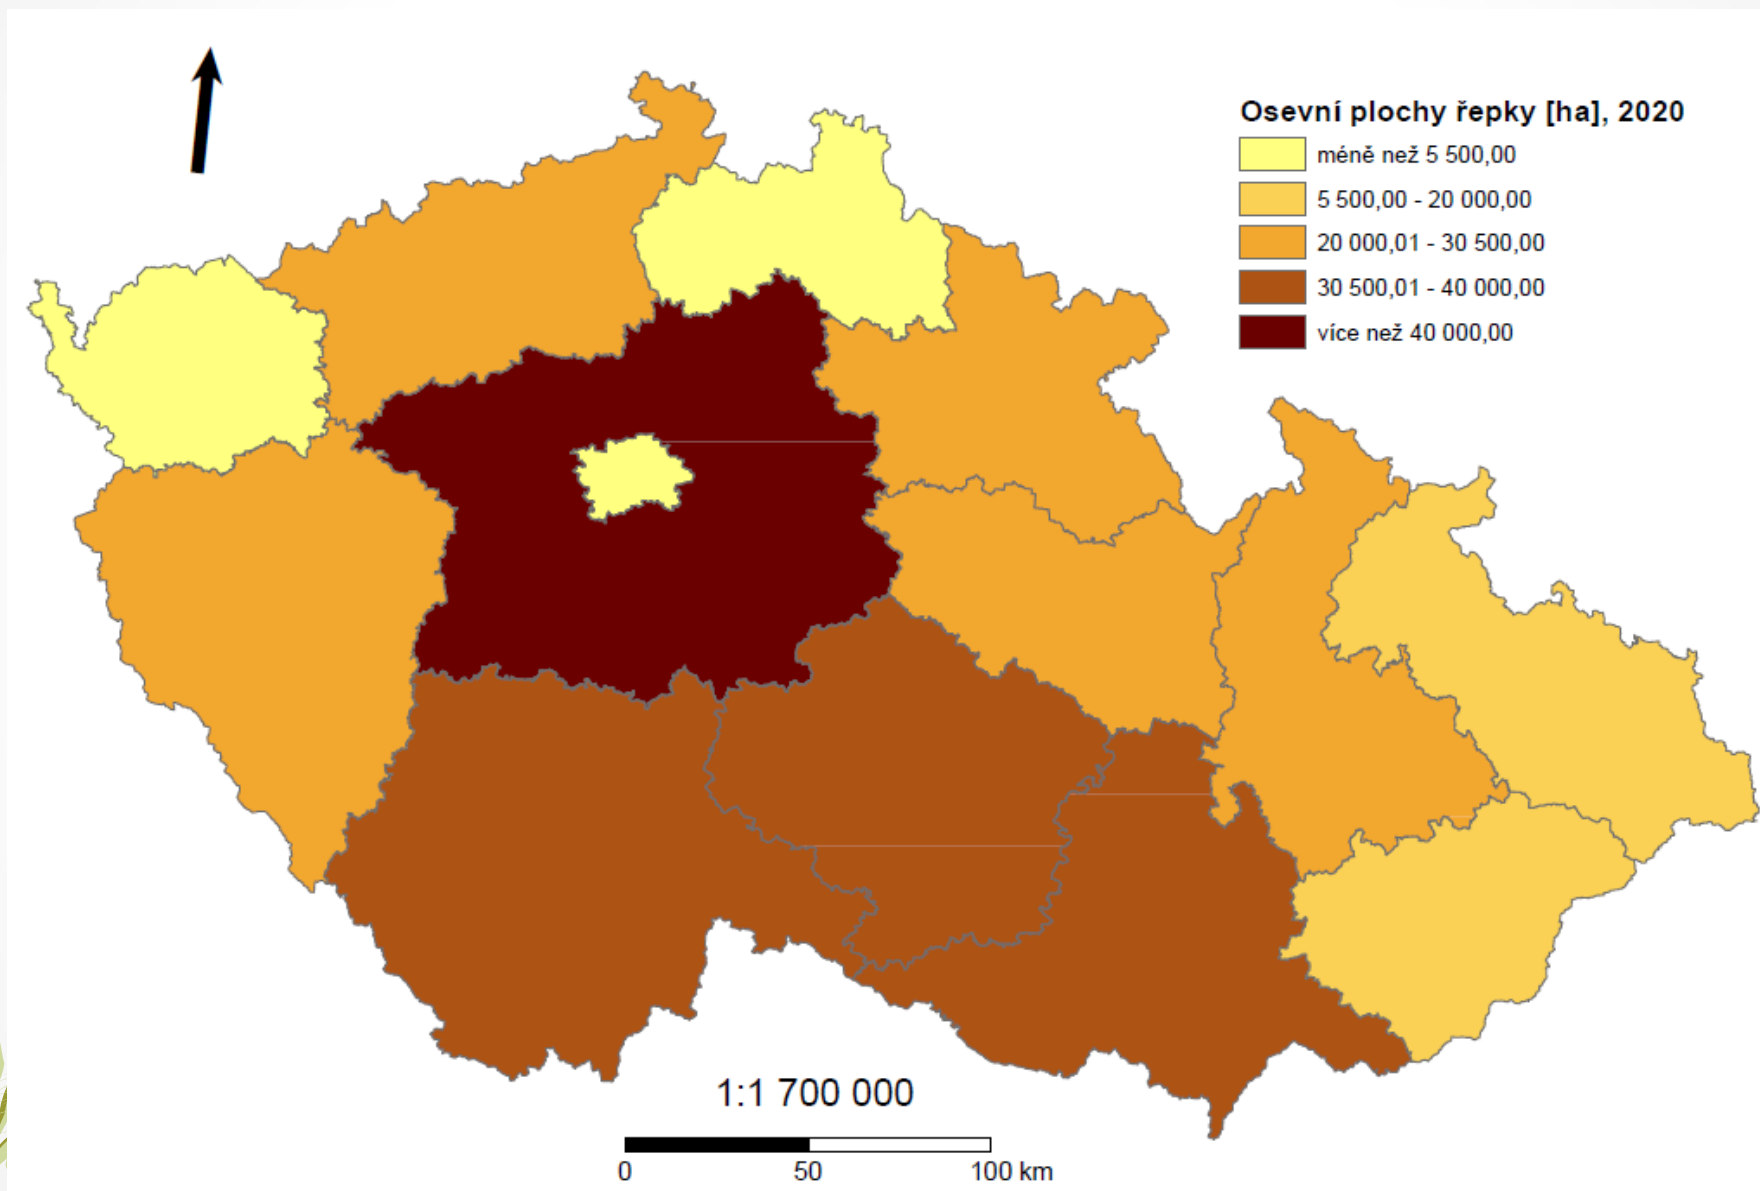 Osevní plochy řepky [ha], 2020
méně než 5 500,00
5 500,00 - 20 000,00
20 000,01 - 30 500,00
30 500,01 - 40 000,00
více než 40 000,00
1:1 700 000
0 50 100 km